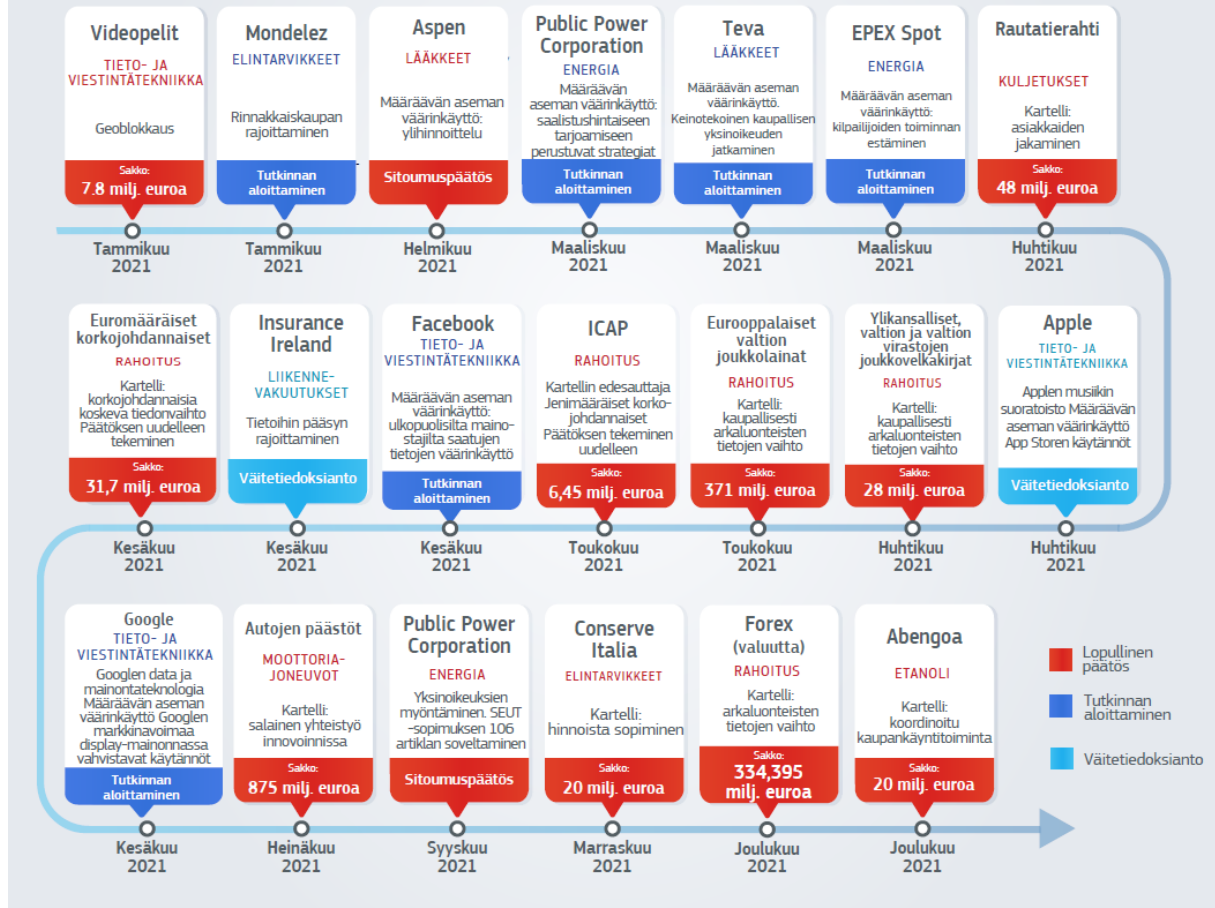 Videopelit
TIETO- JA
VIESTINTÄTEKNIIKKA
Geoblokkaus
Sakko:
7.8 milj. euroa
Tammikuu
2021
Mondelez
ELINTARVIKKEET
Rinnakkaiskaupan
rajoittaminen
Tutkinnan
aloittaminen
Tammikuu
2021
Aspen
LÄÄKKEET
Määräävän aseman
väärinkäyttö:
ylihinnoittelu
Sitoumuspäätös
Helmikuu
2021
Public Power
Corporation
ENERGIA
Määräävän
aseman väärinkäyttö:
saalistushintaiseen
tarjoamiseen
perustuvat strategiat
Tutkinnan
aloittaminen
Maaliskuu
2021
Teva
LÄÄKKEET
Määräävän aseman
väärinkäyttö.
Keinotekoinen kaupallisen
yksinoikeuden
jatkaminen
Tutkinnan
aloittaminen
Maaliskuu
2021
EPEX Spot
ENERGIA
Määräävän aseman
väärinkäyttö:
kilpailijoiden toiminnan
estäminen
Tutkinnan
aloittaminen
Maaliskuu
2021
Rautatierahti
KULJETUKSET
Kartelli:
asiakkaiden
jakaminen
Sakko:
48 milj. euroa
Huhtikuu
2021
Euromääräiset
korkojohdannaiset
RAHOITUS
Kartelli:
korkojohdannaisia
koskeva tiedonvaihto
Päätöksen uudelleen
tekeminen
Sakko:
31,7 milj. euroa
Kesäkuu
2021
Insurance
Ireland
LIIKENNE-
VAKUUTUKSET
Tietoihin pääsyn
rajoittaminen
Väitetiedoksianto
Kesäkuu
2021
Facebook
TIETO- JA
VIESTINTÄTEKNIIKKA
Määräävän aseman
väärinkäyttö:
ulkopuolisilta maino-
stajilta saatujen
tietojen väärinkäyttö
Tutkinnan
aloittaminen
Kesäkuu
2021
ICAP
RAHOITUS
Kartellin edesauttaja
Jenimääräiset korko-
johdannaiset
Päätöksen tekeminen
uudelleen
Sakko:
6,45 milj. euroa
Toukokuu
2021
Eurooppalaiset
valtion
joukkolainat
RAHOITUS
Kartelli:
kaupallisesti
arkaluonteisten
tietojen vaihto
Sakko:
371 milj. euroa
Toukokuu
2021
Ylikansalliset,
valtion ja valtion
virastojen
joukkovelkakirjat
RAHOITUS
Kartelli:
kaupallisesti
arkaluonteisten
tietojen vaihto
Sakko:
28 milj. euroa
Huhtikuu
2021
Apple
TIETO- JA
VIESTINTÄTEKNIIKKA
Applen musiikin
suoratoisto Määräävän
aseman väärinkäyttö
App Storen käytännöt
Väitetiedoksianto
Huhtikuu
2021
Google
TIETO- JA
VIESTINTÄTEKNIIKKA
Googlen data ja
mainontateknologia
Määräävän aseman
väärinkäyttö Googlen
markkinavoimaa
display-mainonnassa
vahvistavat käytännöt
Tutkinnan
aloittaminen
Kesäkuu
2021
Autojen päästöt
MOOTTORIA-
JONEUVOT
Kartelli:
salainen yhteistyö
innovoinnissa
Sakko:
875 milj. euroa
Heinäkuu
2021
Public Power
Corporation
ENERGIA
Yksinoikeuksien
myöntäminen. SEUT
-sopimuksen 106
artiklan soveltaminen
Sitoumuspäätös
Syyskuu
2021
Conserve
Italia
ELINTARVIKKEET
Kartelli:
hinnoista sopiminen
Sakko:
20 milj. euroa
Marraskuu
2021
Forex
(valuutta)
RAHOITUS
Kartelli:
arkaluonteisten
tietojen vaihto
Sakko:
334,395
milj. euroa
Joulukuu
2021
Abengoa
ETANOLI
Kartelli:
koordinoitu
kaupankäyntitoiminta
Sakko:
20 milj. euroa
Joulukuu
2021
Lopullinen
päätös
Tutkinnan
aloittaminen
Väitetiedoksianto